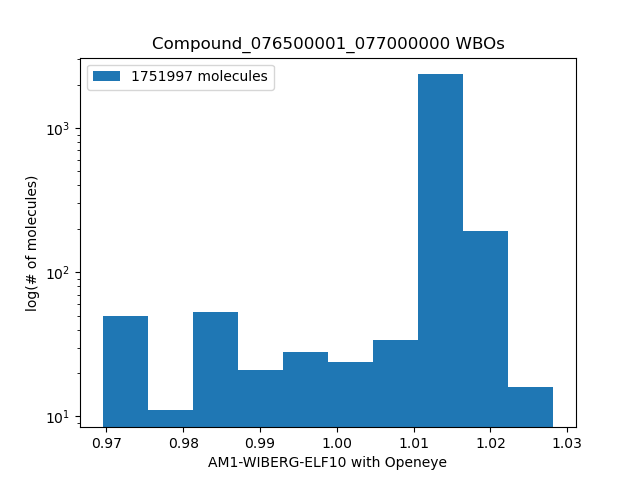 Compound_076500001_077000000 WBOs
1751997 molecules
log(# of molecules)
10³
10²
10¹
0.97 0.98 0.99 1.00 1.01 1.02 1.03
AM1-WIBERG-ELF10 with Openeye